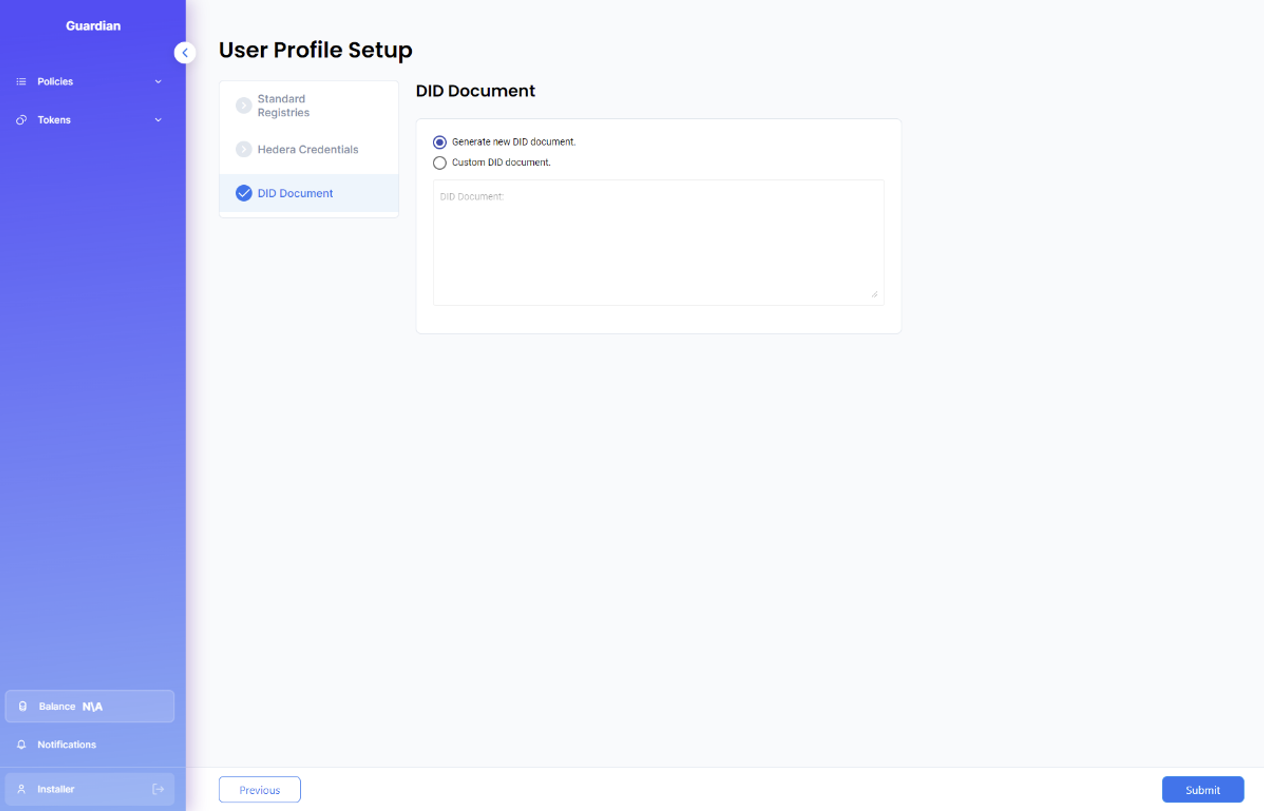 Guardian
Policies
Tokens
Balance N\A
Notifications
Installer
User Profile Setup
Standard
Registries
Hedera Credentials
DID Document
DID Document
Generate new DID document.
Custom DID document.
DID Document:
Previous
Submit